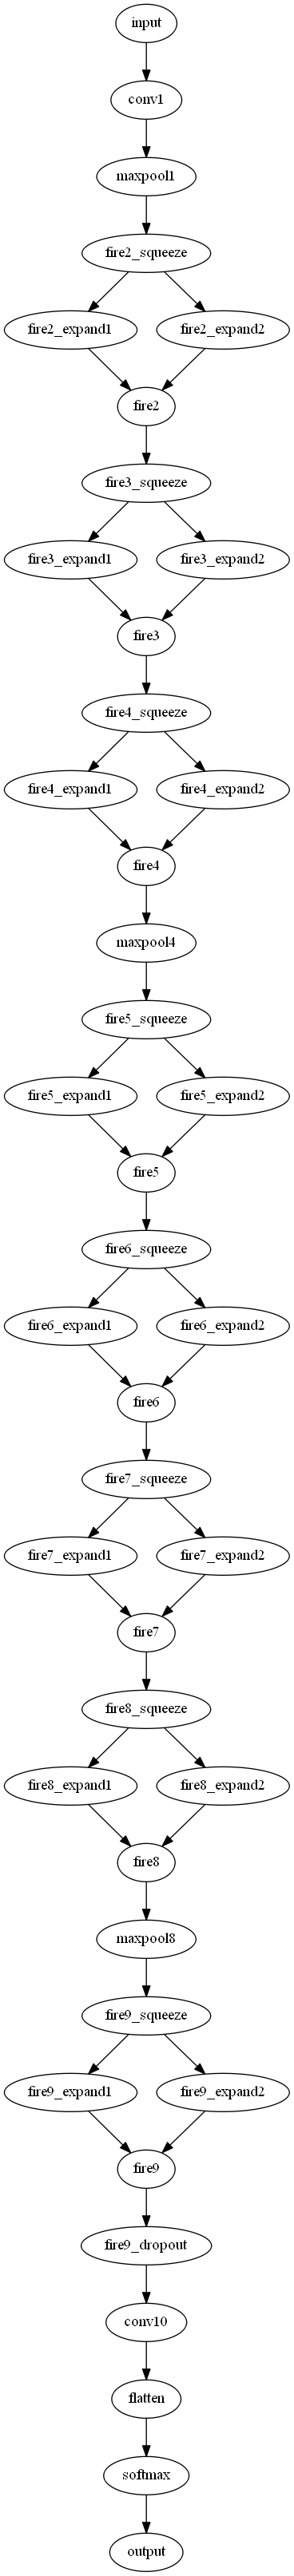 input
conv1
maxpool1
fire2_squeeze
fire2_expand1 fire2_expand2
fire2
fire3_squeeze
fire3_expand1 fire3_expand2
fire3
fire4_squeeze
fire4_expand1 fire4_expand2
fire4
maxpool4
fire5_squeeze
fire5_expand1 fire5_expand2
fire5
fire6_squeeze
fire6_expand1 fire6_expand2
fire6
fire7_squeeze
fire7_expand1 fire7_expand2
fire7
fire8_squeeze
fire8_expand1 fire8_expand2
fire8
maxpool8
fire9_squeeze
fire9_expand1 fire9_expand2
fire9
fire9_dropout
conv10
flatten
softmax
output